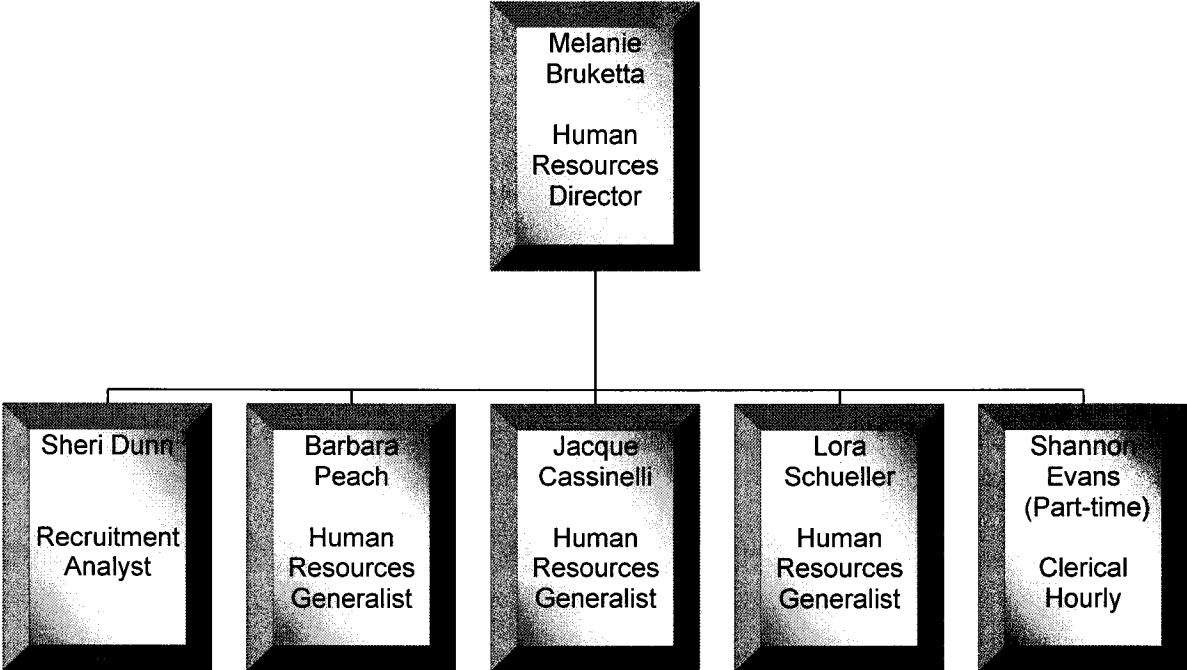 Melanie
Bruketta
Human
Resources
Director
Sheri Dunn
Recruitment
Analyst
Barbara
Peach
Human
Resources
Generalist
Jacque
Cassinelli
Human
Resources
Generalist
Lora
Schueller
Human
Resources
Generalist
Shannon
Evans
(Part-time)
Clerical
Hourly